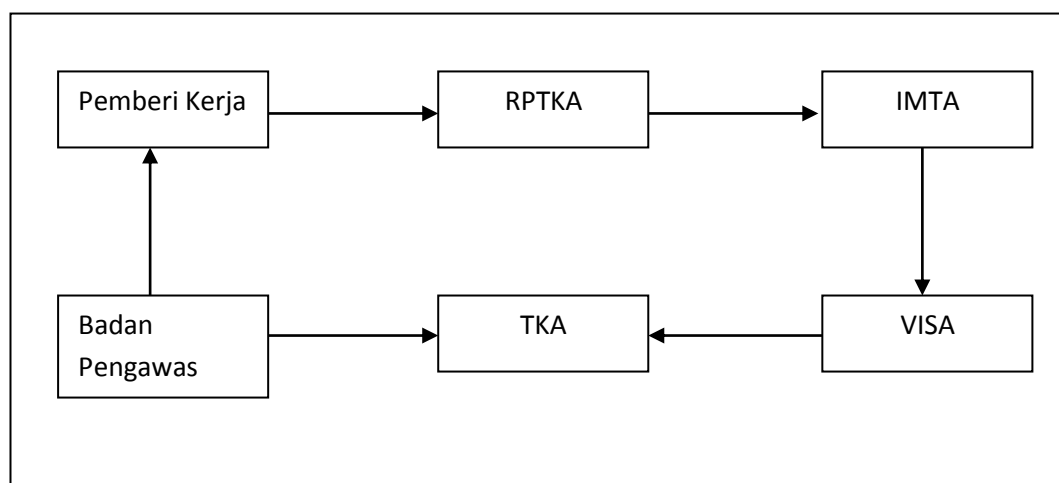 Pemberi Kerja
RPTKA
IMTA
Badan
Pengawas
TKA
VISA